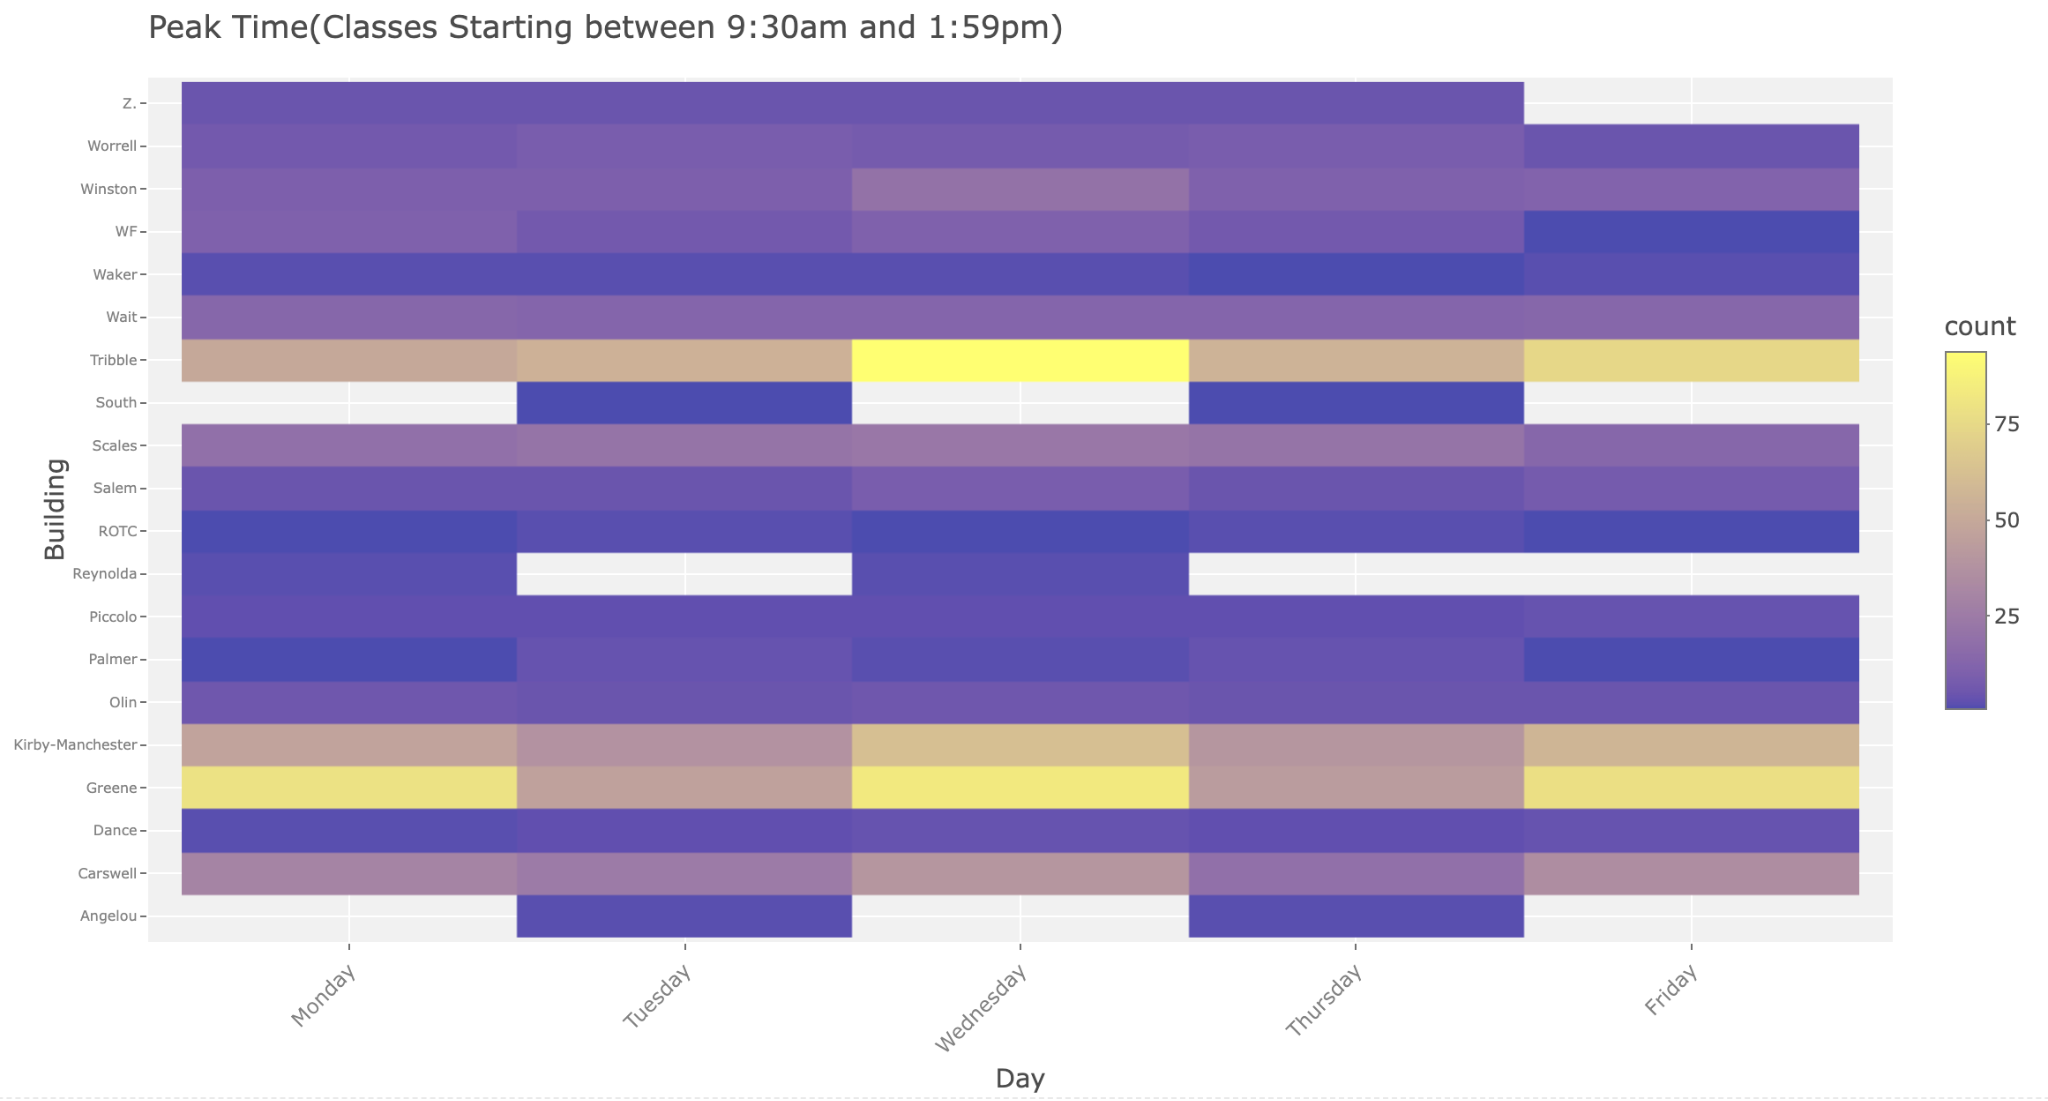 Peak Time(Classes Starting between 9:30am and 1:59pm)
Z.
Worrell
Winston
WF
Waker
Wait
Tribble
South
Scales
Salem
ROTC
Reynolda
Piccolo
Palmer
Olin
Kirby-Manchester
Greene
Dance
Carswell
Angelou
Building
Monday
Tuesday
Wednesday
Thursday
Friday
Day
count
75
50
25